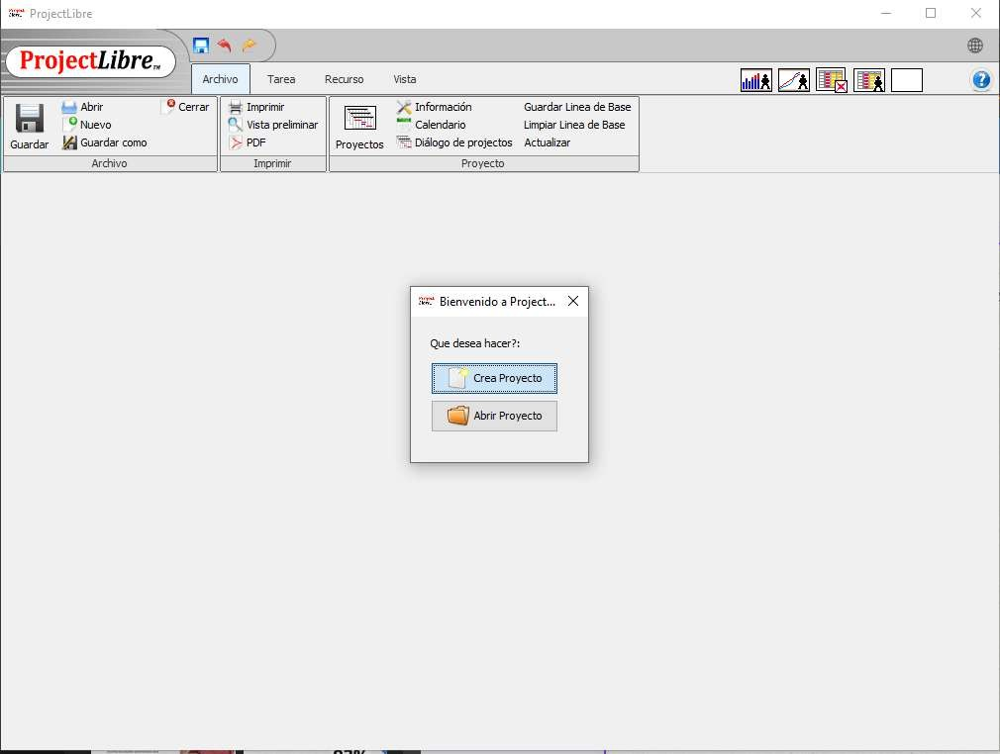 ProjectLibre
ProjectLibre™
Archivo
Tarea
Recurso
Vista
Guardar
Abrir
Nuevo
Guardar como
Cerrar
Archivo
Imprimir
Vista preliminar
PDF
Imprimir
Proyectos
Información
Calendario
Diálogo de projectos
Guardar Linea de Base
Limpiar Linea de Base
Actualizar
Proyecto
Bienvenido a Project...
Que desea hacer?:
Crea Proyecto
Abrir Proyecto